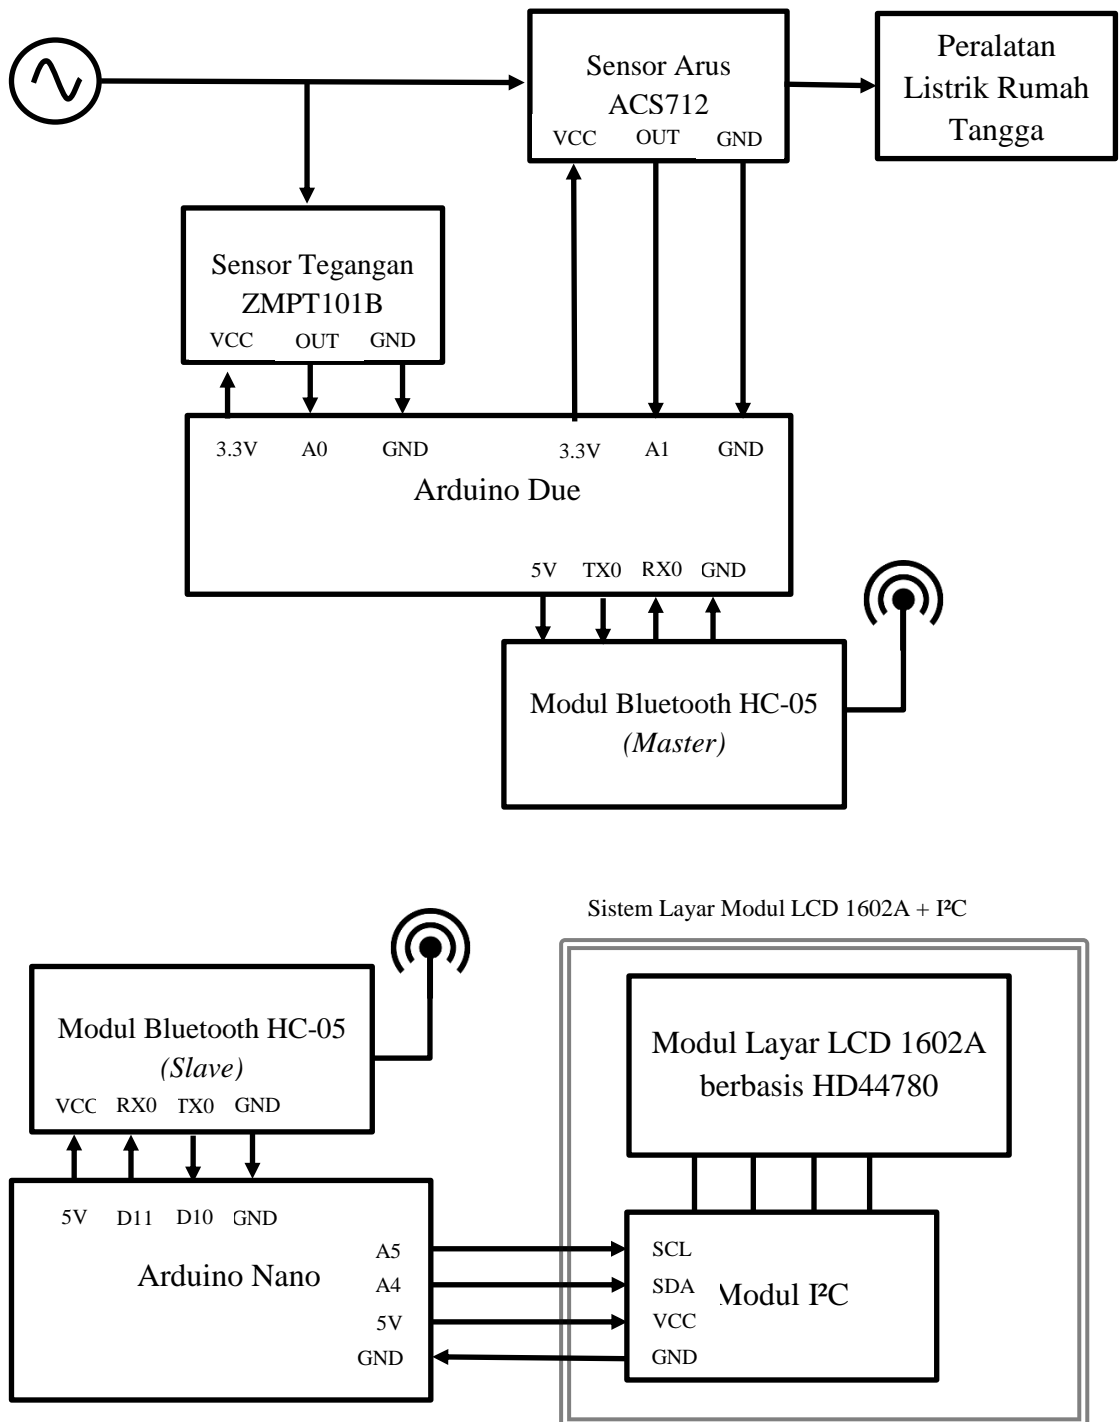 Sensor Arus
ACS712
VCC OUT GND
Peralatan
Listrik Rumah
Tangga
Sensor Tegangan
ZMPT101B
VCC OUT GND
3.3V A0 GND 3.3V A1 GND
Arduino Due
5V TX0 RX0 GND
Modul Bluetooth HC-05
(Master)
Sistem Layar Modul LCD 1602A + I²C
Modul Bluetooth HC-05
(Slave)
VCC RX0 TX0 GND
5V D11 D10 GND
Arduino Nano
A5
A4
5V
GND
Modul Layar LCD 1602A
berbasis HD44780
SCL
SDA
VCC
GND
Modul I²C